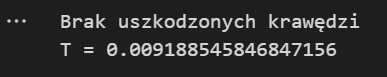 Brak uszkodzonych krawędzi
T = 0.009188545846847156